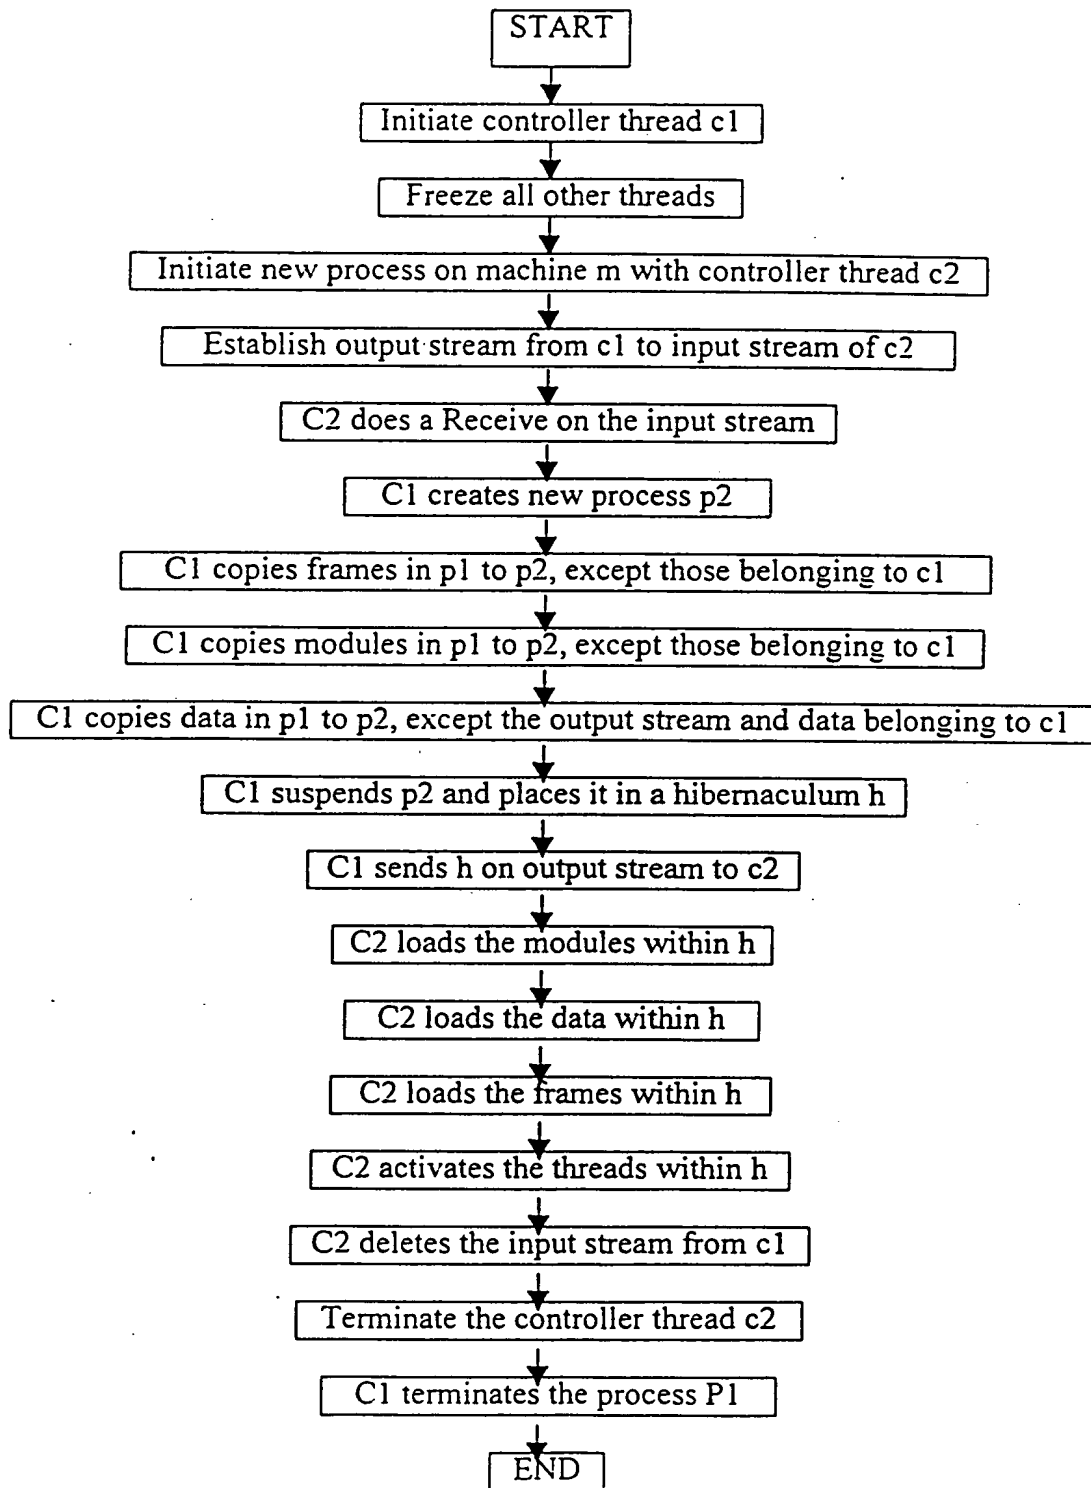 START
Initiate controller thread c1
Freeze all other threads
Initiate new process on machine m with controller thread c2
Establish output stream from c1 to input stream of c2
C2 does a Receive on the input stream
C1 creates new process p2
C1 copies frames in p1 to p2, except those belonging to c1
C1 copies modules in p1 to p2, except those belonging to c1
C1 copies data in p1 to p2, except the output stream and data belonging to c1
C1 suspends p2 and places it in a hibernaculum h
C1 sends h on output stream to c2
C2 loads the modules within h
C2 loads the data within h
C2 loads the frames within h
C2 activates the threads within h
C2 deletes the input stream from c1
Terminate the controller thread c2
C1 terminates the process P1
END